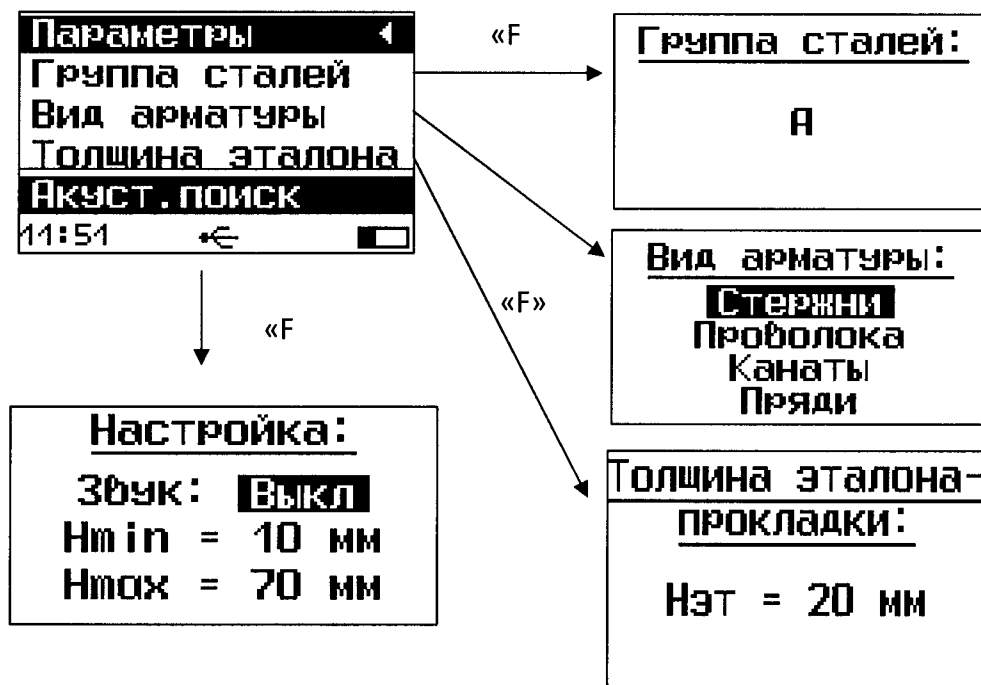 Параметры
Группа сталей
Вид арматуры
Толщина эталона
Акуст.поиск
11:51
«F
Группа сталей:
А
Вид арматуры:
Стержни
Проволока
Канаты
Пряди
«F»
«F
Настройка:
Звук: Выкл
Hmin = 10 мм
Hmax = 70 мм
Толщина эталона-
прокладки:
Нэт = 20 мм